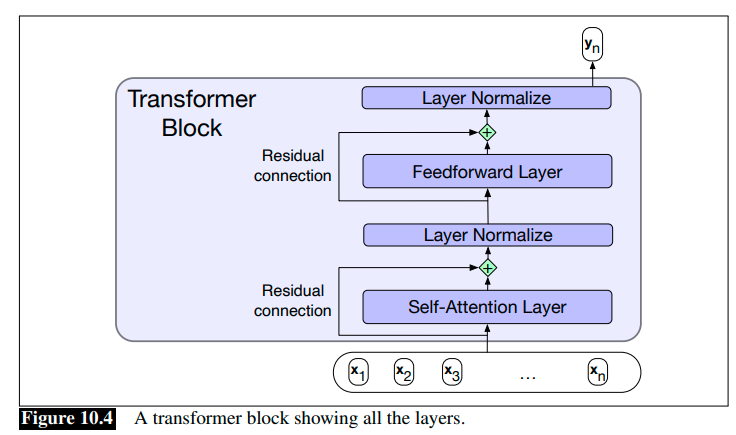 yn
Transformer
Block
Layer Normalize
+
Residual
connection
Feedforward Layer
Layer Normalize
+
Residual
connection
Self-Attention Layer
x1 x2 x3 ... xn
Figure 10.4 A transformer block showing all the layers.